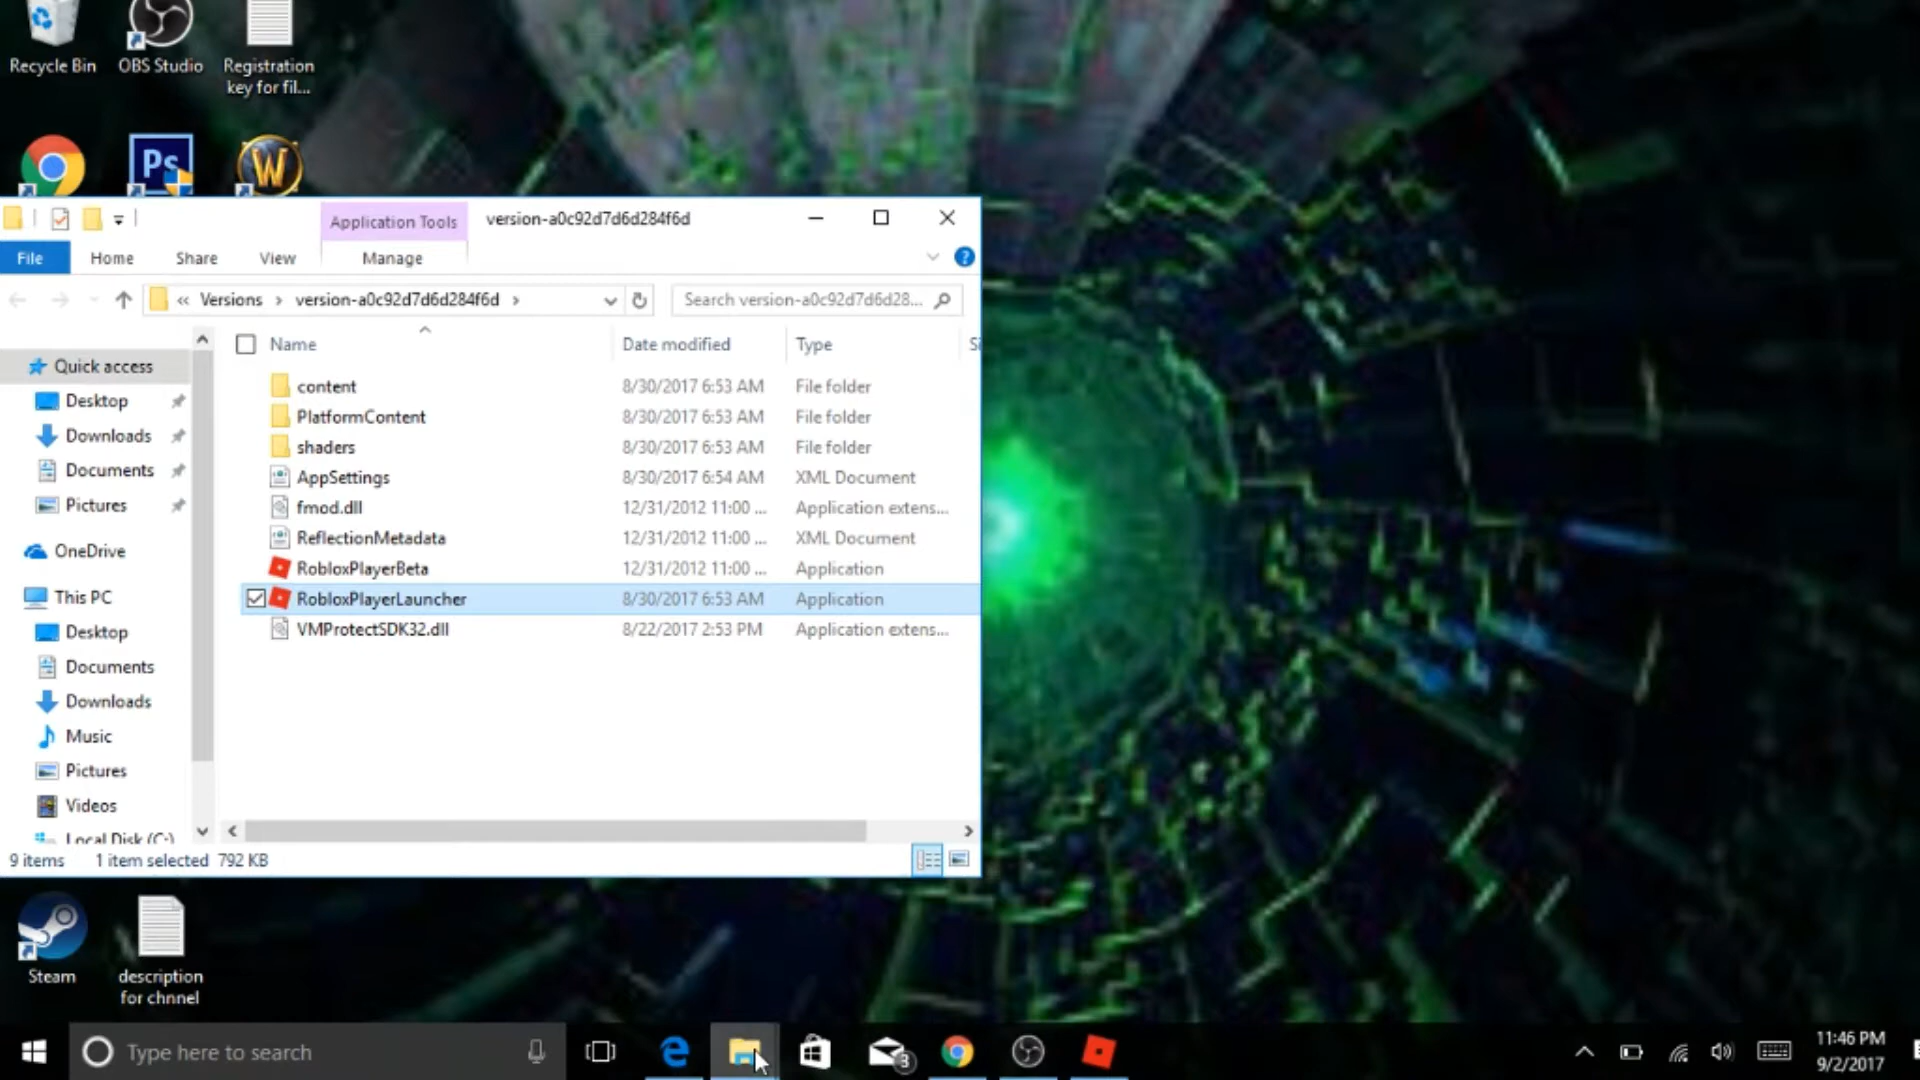 Recycle Bin
OBS Studio
Registration
key for fil...
Ps
W
Application Tools
version-a0c92d7d6d284f6d
File
Home
Share
View
Manage
?
« Versions › version-a0c92d7d6d284f6d ›
Search version-a0c92d7d6d28...
Name
Date modified
Type
Si
Quick access
Desktop
Downloads
Documents
Pictures
OneDrive
This PC
Desktop
Documents
Downloads
Music
Pictures
Videos
Local Disk (C:)
content 8/30/2017 6:53 AM File folder
PlatformContent 8/30/2017 6:53 AM File folder
shaders 8/30/2017 6:53 AM File folder
AppSettings 8/30/2017 6:54 AM XML Document
fmod.dll 12/31/2012 11:00 ... Application extens...
ReflectionMetadata 12/31/2012 11:00 ... XML Document
RobloxPlayerBeta 12/31/2012 11:00 ... Application
RobloxPlayerLauncher 8/30/2017 6:53 AM Application
VMProtectSDK32.dll 8/22/2017 2:53 PM Application extens...
9 items 1 item selected 792 KB
Steam
description
for chnnel
Type here to search
3
11:46 PM
9/2/2017